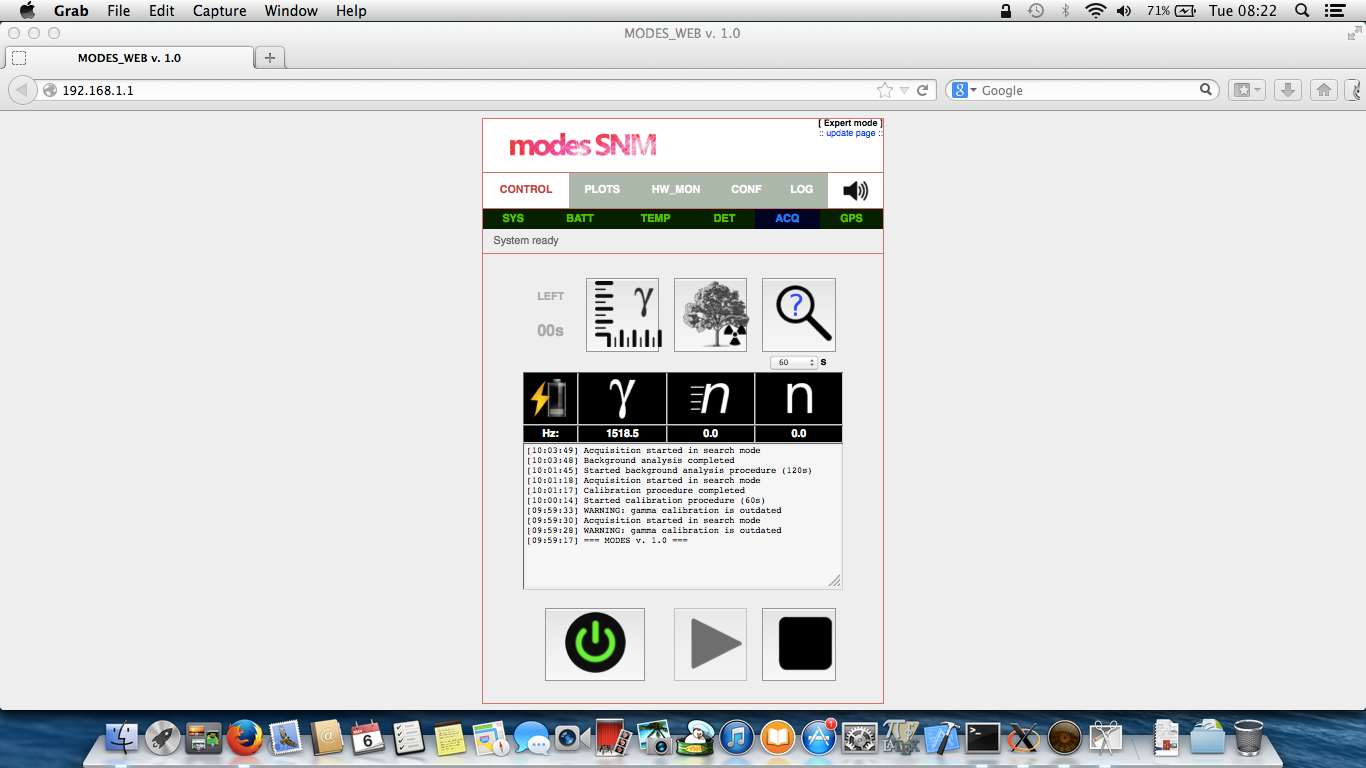 Grab File Edit Capture Window Help 71% Tue 08:22
MODES_WEB v. 1.0
MODES_WEB v. 1.0
192.168.1.1 8 Google
[ Expert mode ]
:: update page ::
modes SNM
CONTROL PLOTS HW_MON CONF LOG
SYS BATT TEMP DET ACQ GPS
System ready
LEFT
00s
γ
?
60 S
γ n n
Hz: 1518.5 0.0 0.0
[10:03:49] Acquisition started in search mode
[10:03:48] Background analysis completed
[10:01:45] Started background analysis procedure (120s)
[10:01:18] Acquisition started in search mode
[10:01:17] Calibration procedure completed
[10:00:14] Started calibration procedure (60s)
[09:59:33] WARNING: gamma calibration is outdated
[09:59:30] Acquisition started in search mode
[09:59:28] WARNING: gamma calibration is outdated
[09:59:17] === MODES v. 1.0 ===
MAY
6
1